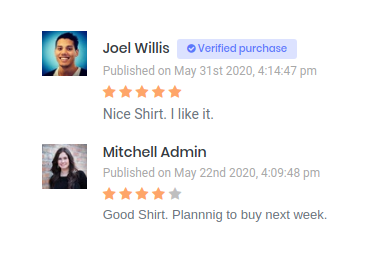 Joel Willis Verified purchase
Published on May 31st 2020, 4:14:47 pm
Nice Shirt. I like it.
Mitchell Admin
Published on May 22nd 2020, 4:09:48 pm
Good Shirt. Plannnig to buy next week.